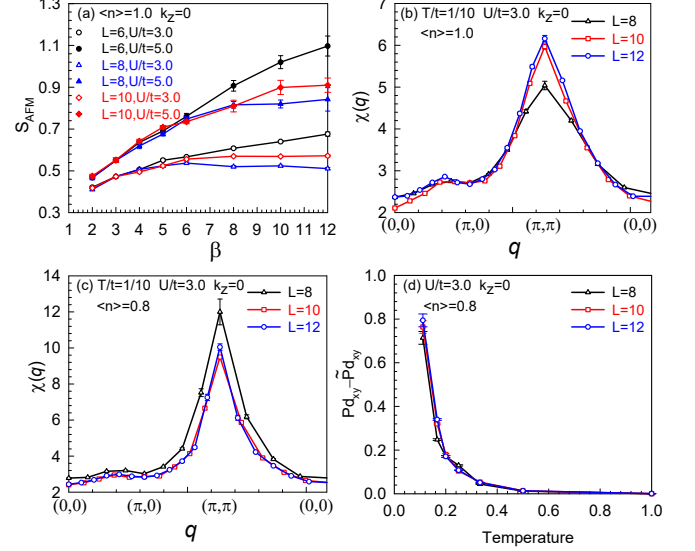 (a) <n>=1.0 k_z=0
L=6,U/t=3.0
L=6,U/t=5.0
L=8,U/t=3.0
L=8,U/t=5.0
L=10,U/t=3.0
L=10,U/t=5.0
S_AFM
1.1
0.9
0.7
0.5
0.3
1 2 3 4 5 6 7 8 9 10 11 12
β
(b) T/t=1/10 U/t=3.0 k_z=0
<n>=1.0
L=8
L=10
L=12
χ(q)
7
6
5
4
3
2
(0,0) (π,0) (π,π) (0,0)
q
(c) T/t=1/10 U/t=3.0 k_z=0
<n>=0.8
L=8
L=10
L=12
χ(q)
14
12
10
8
6
4
2
(0,0) (π,0) (π,π) (0,0)
q
(d) U/t=3.0 k_z=0
<n>=0.8
L=8
L=10
L=12
Pd_xy-P̃d_xy
1.0
0.8
0.6
0.4
0.2
0.0
0.0 0.2 0.4 0.6 0.8 1.0
Temperature